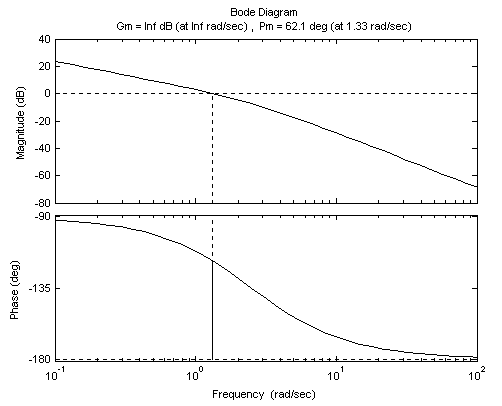 Bode Diagram
Gm = Inf dB (at Inf rad/sec) , Pm = 62.1 deg (at 1.33 rad/sec)
40
20
0
-20
-40
-60
-80
Magnitude (dB)
-90
-135
-180
Phase (deg)
10^-1
10^0
10^1
10^2
Frequency (rad/sec)